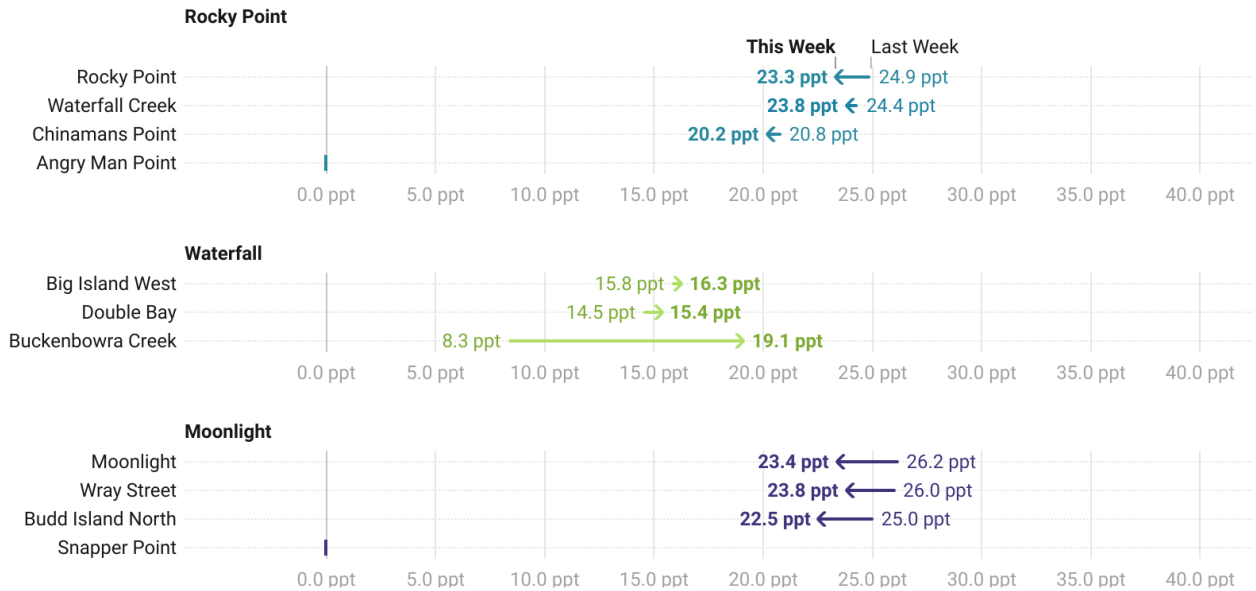 Rocky Point
This Week Last Week
Rocky Point 23.3 ppt 24.9 ppt
Waterfall Creek 23.8 ppt 24.4 ppt
Chinamans Point 20.2 ppt 20.8 ppt
Angry Man Point
0.0 ppt 5.0 ppt 10.0 ppt 15.0 ppt 20.0 ppt 25.0 ppt 30.0 ppt 35.0 ppt 40.0 ppt
Waterfall
Big Island West 15.8 ppt 16.3 ppt
Double Bay 14.5 ppt 15.4 ppt
Buckenbowra Creek 8.3 ppt 19.1 ppt
0.0 ppt 5.0 ppt 10.0 ppt 15.0 ppt 20.0 ppt 25.0 ppt 30.0 ppt 35.0 ppt 40.0 ppt
Moonlight
Moonlight 23.4 ppt 26.2 ppt
Wray Street 23.8 ppt 26.0 ppt
Budd Island North 22.5 ppt 25.0 ppt
Snapper Point
0.0 ppt 5.0 ppt 10.0 ppt 15.0 ppt 20.0 ppt 25.0 ppt 30.0 ppt 35.0 ppt 40.0 ppt